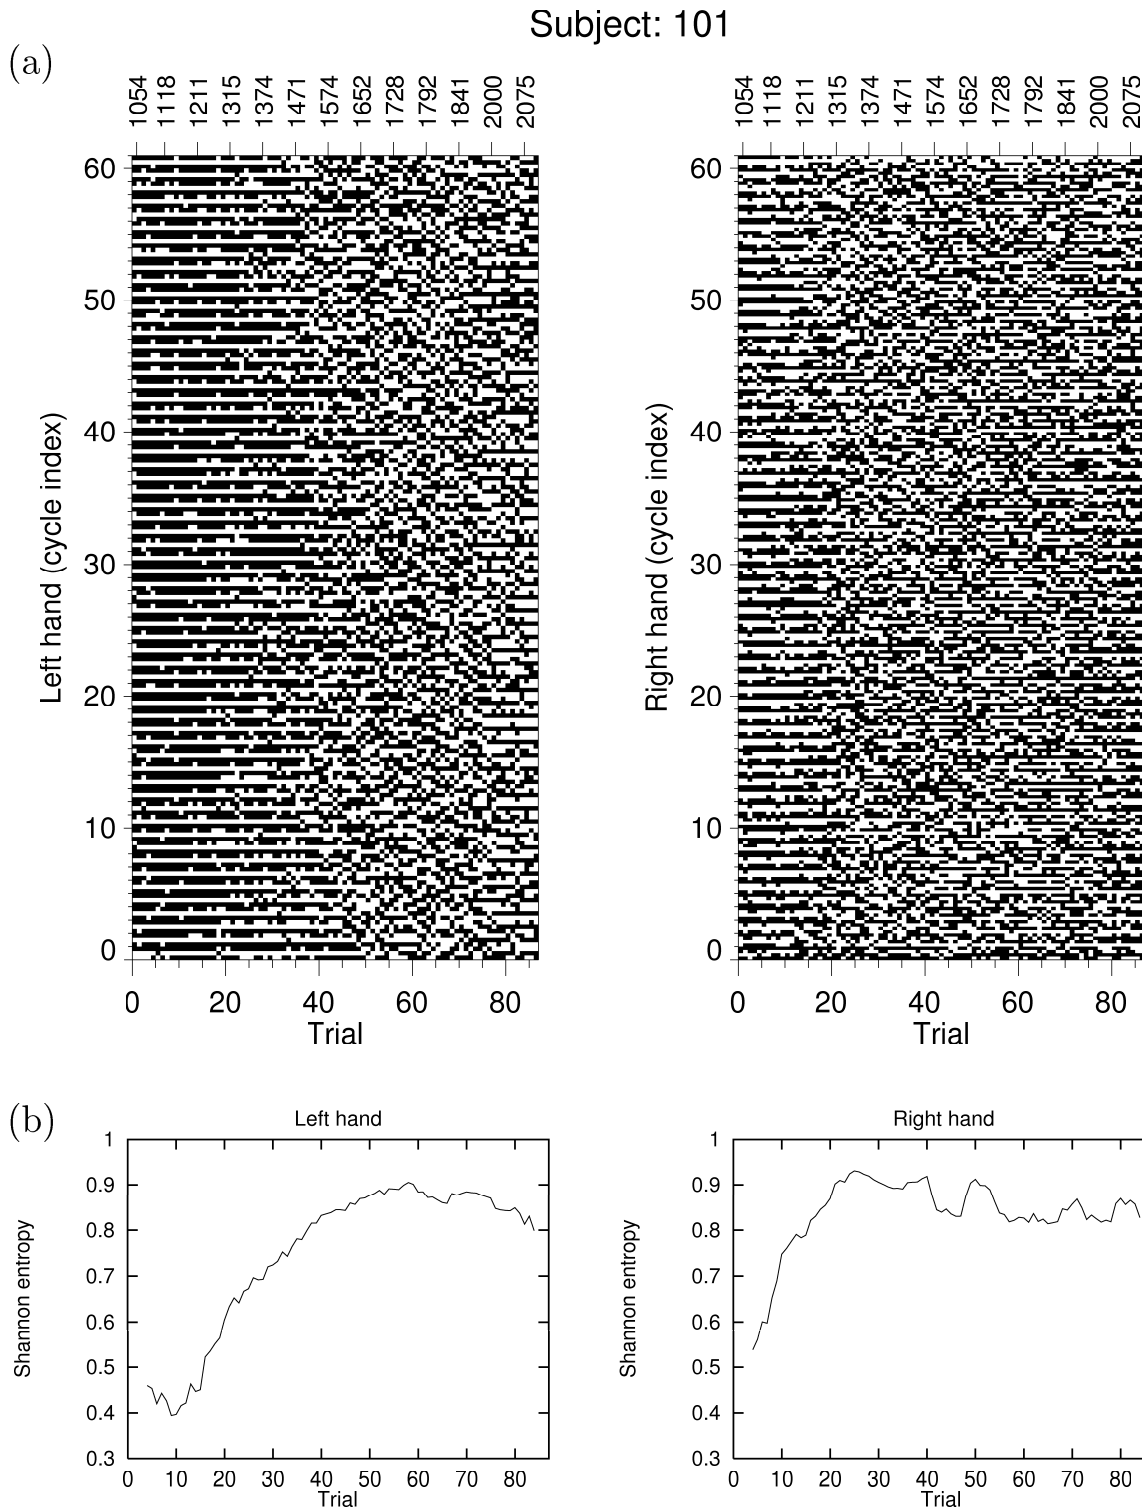 Subject: 101
(a)
1054 1118 1211 1315 1374 1471 1574 1652 1728 1792 1841 2000 2075
60
50
40
30
20
10
0
Left hand (cycle index)
0 20 40 60 80
Trial
1054 1118 1211 1315 1374 1471 1574 1652 1728 1792 1841 2000 2075
60
50
40
30
20
10
0
Right hand (cycle index)
0 20 40 60 80
Trial
(b)
Left hand
1
0.9
0.8
0.7
0.6
0.5
0.4
0.3
Shannon entropy
0 10 20 30 40 50 60 70 80
Trial
Right hand
1
0.9
0.8
0.7
0.6
0.5
0.4
0.3
Shannon entropy
0 10 20 30 40 50 60 70 80
Trial